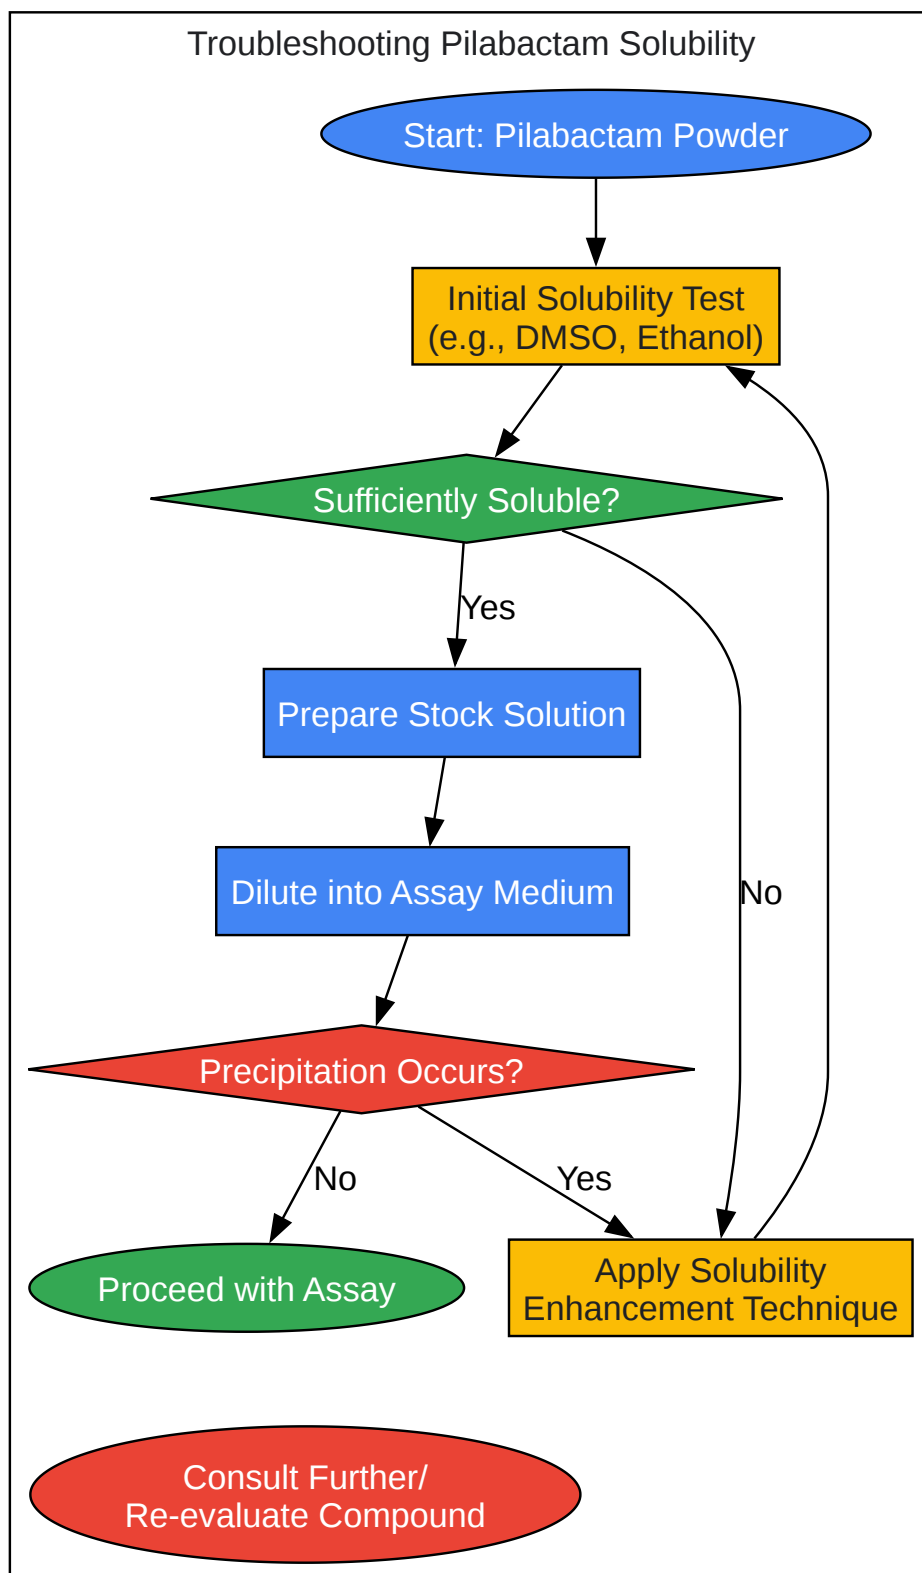 Troubleshooting Pilabactam Solubility
Start: Pilabactam Powder
Initial Solubility Test
(e.g., DMSO, Ethanol)
Sufficiently Soluble?
Yes
Prepare Stock Solution
Dilute into Assay Medium
No
Precipitation Occurs?
No
Yes
Proceed with Assay
Apply Solubility
Enhancement Technique
Consult Further/
Re-evaluate Compound